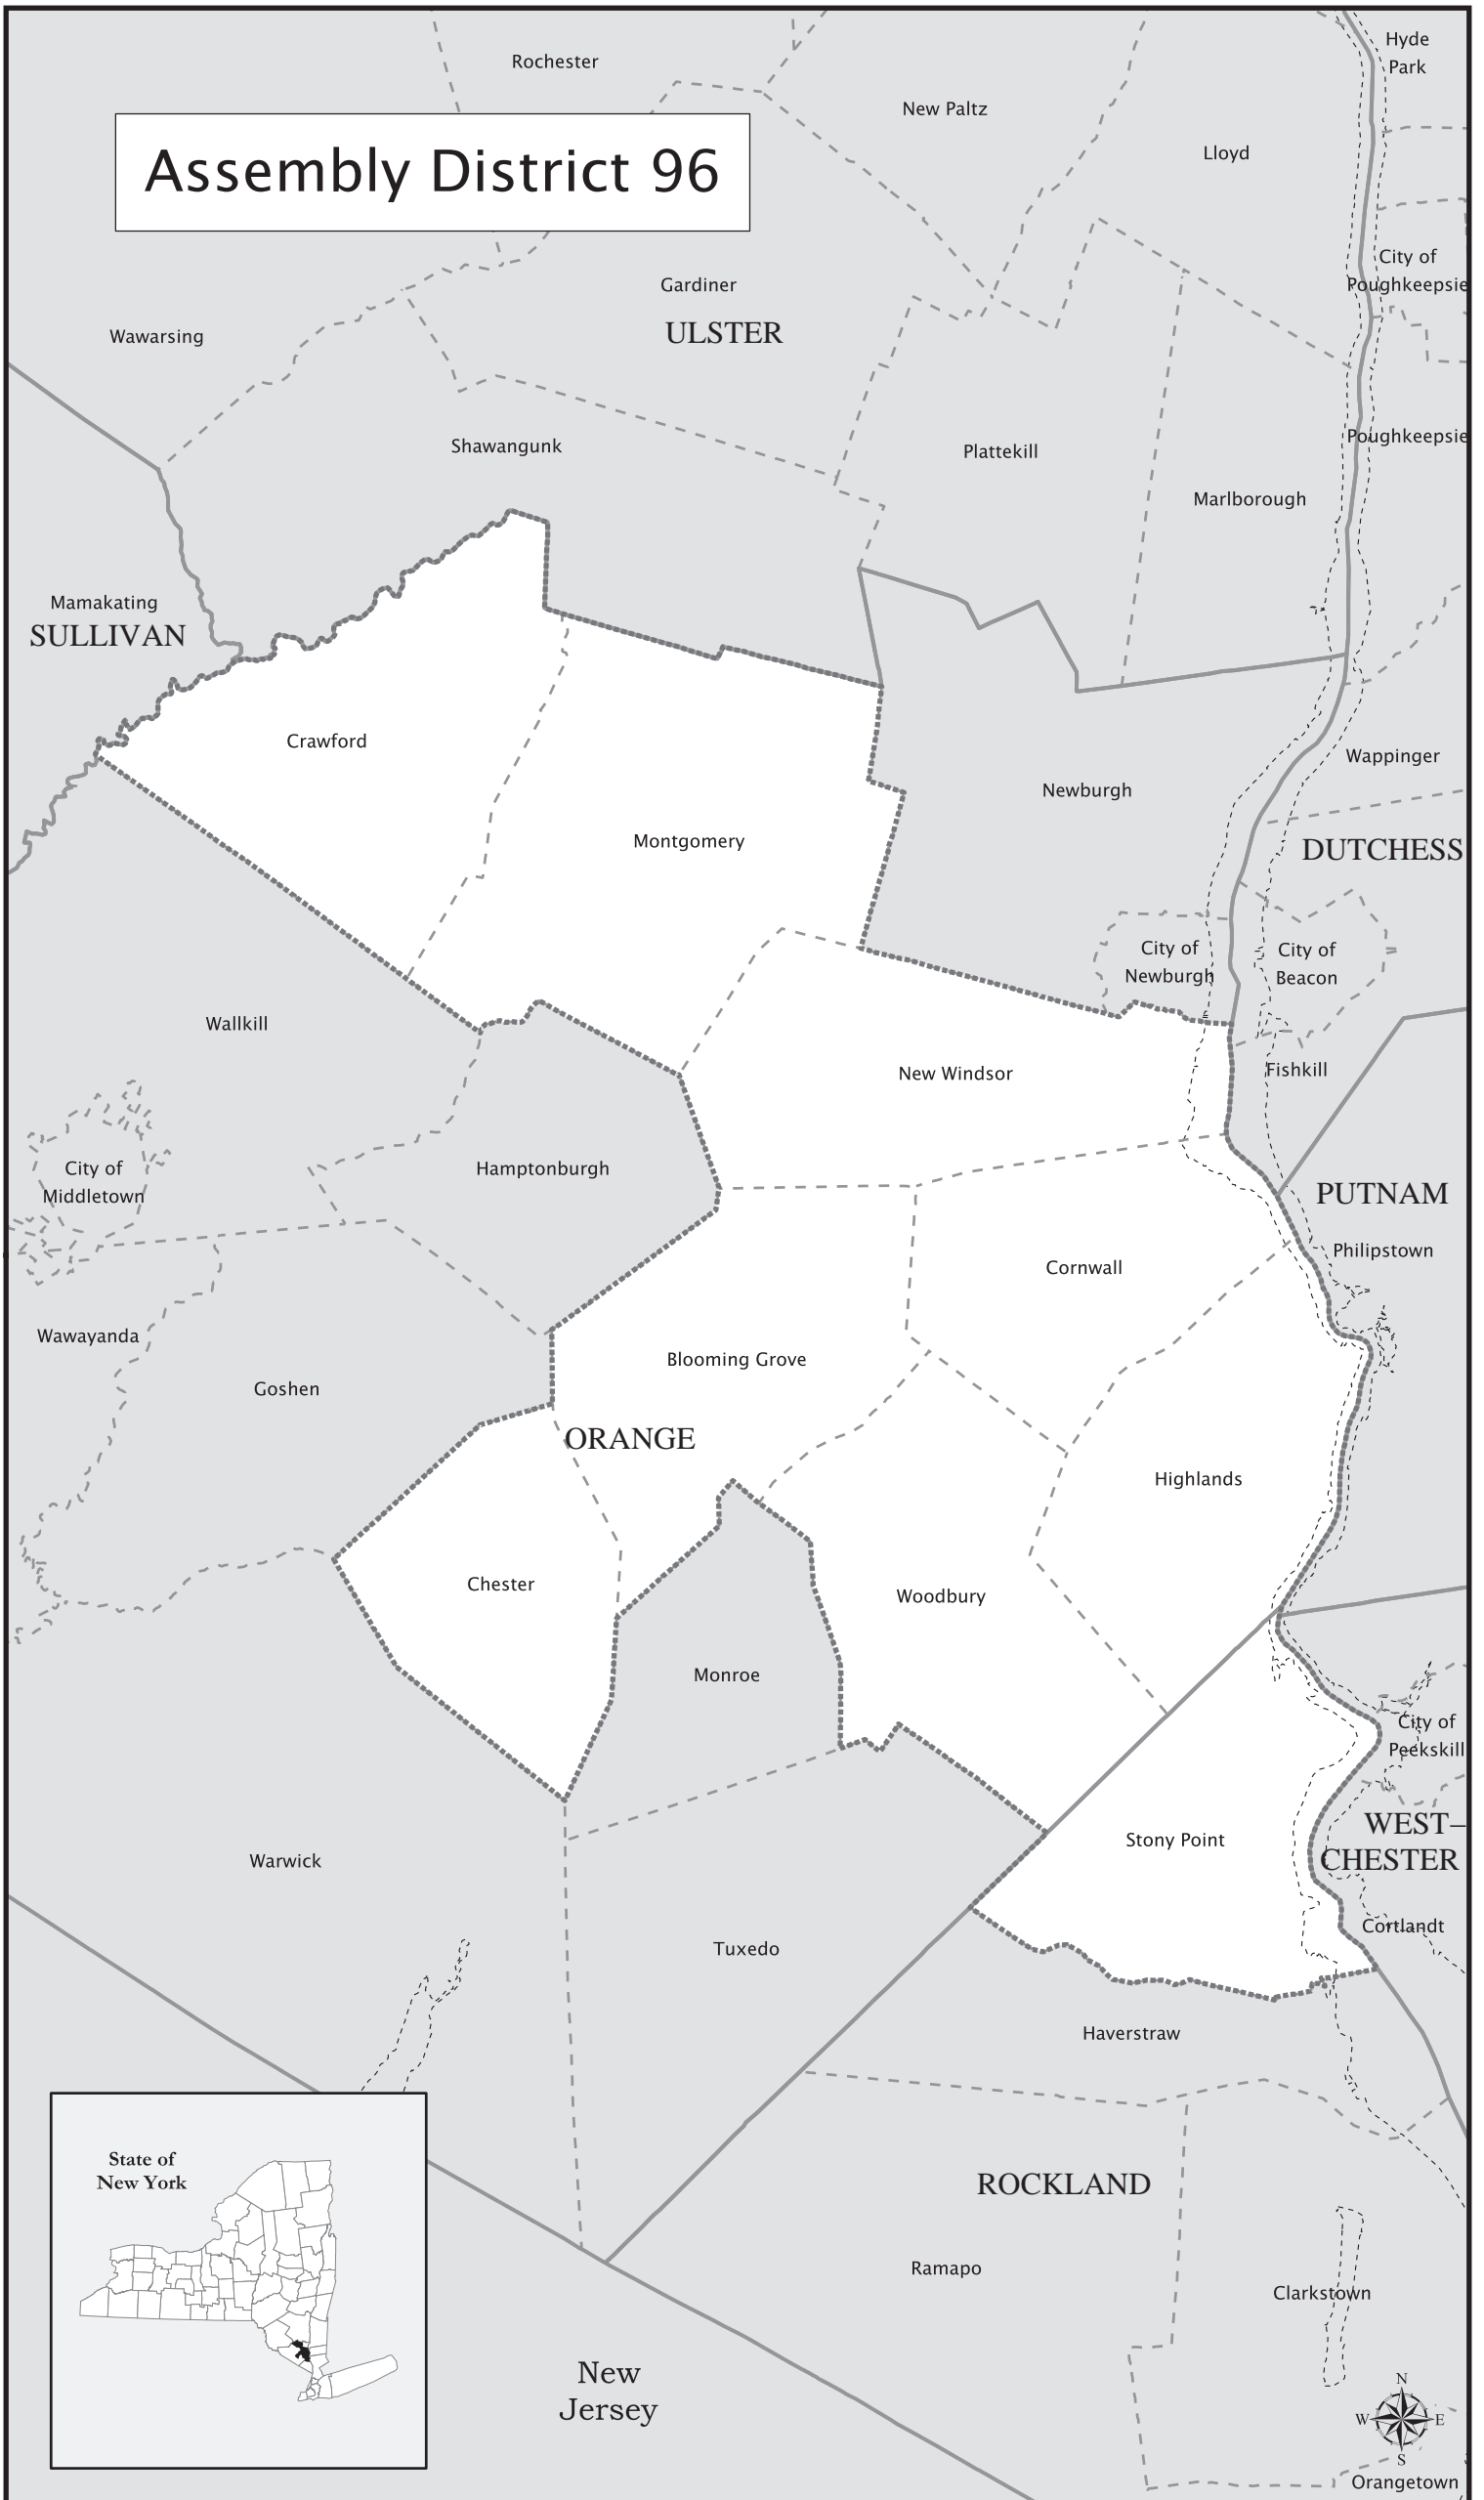 Hyde
Park
Rochester
New Paltz
Lloyd
Assembly District 96
City of
Poughkeepsie
Gardiner
ULSTER
Wawarsing
Poughkeepsie
Shawangunk
Plattekill
Marlborough
Mamakating
SULLIVAN
Crawford
Wappinger
Newburgh
Montgomery
DUTCHESS
City of
Newburgh
City of
Beacon
Wallkill
New Windsor
Fishkill
City of
Middletown
Hamptonburgh
PUTNAM
Philipstown
Cornwall
Wawayanda
Blooming Grove
Goshen
ORANGE
Highlands
Chester
Woodbury
Monroe
City of
Peekskill
WEST–
CHESTER
Stony Point
Warwick
Cortlandt
Tuxedo
Haverstraw
State of
New York
ROCKLAND
Ramapo
Clarkstown
New
Jersey
N
W
E
S
Orangetown